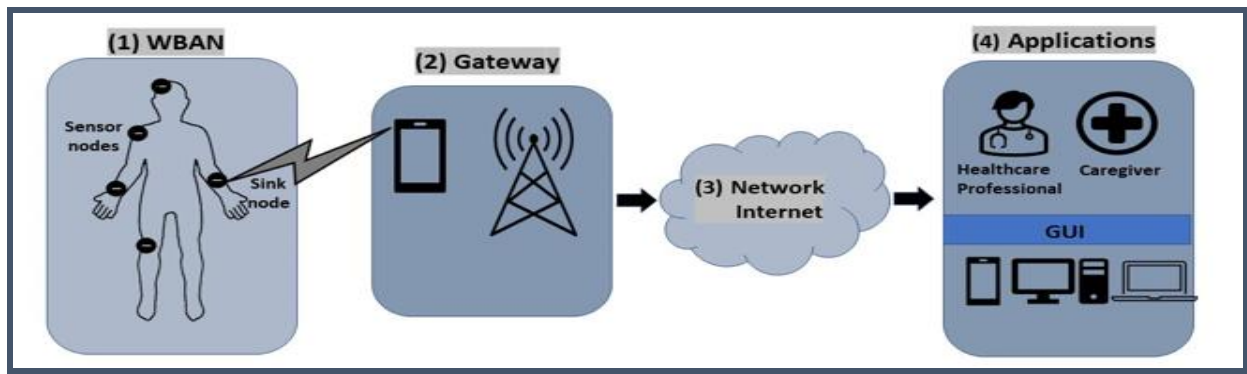 (1) WBAN
Sensor
nodes
Sink
node
(2) Gateway
(3) Network
Internet
(4) Applications
Healthcare
Professional
Caregiver
GUI